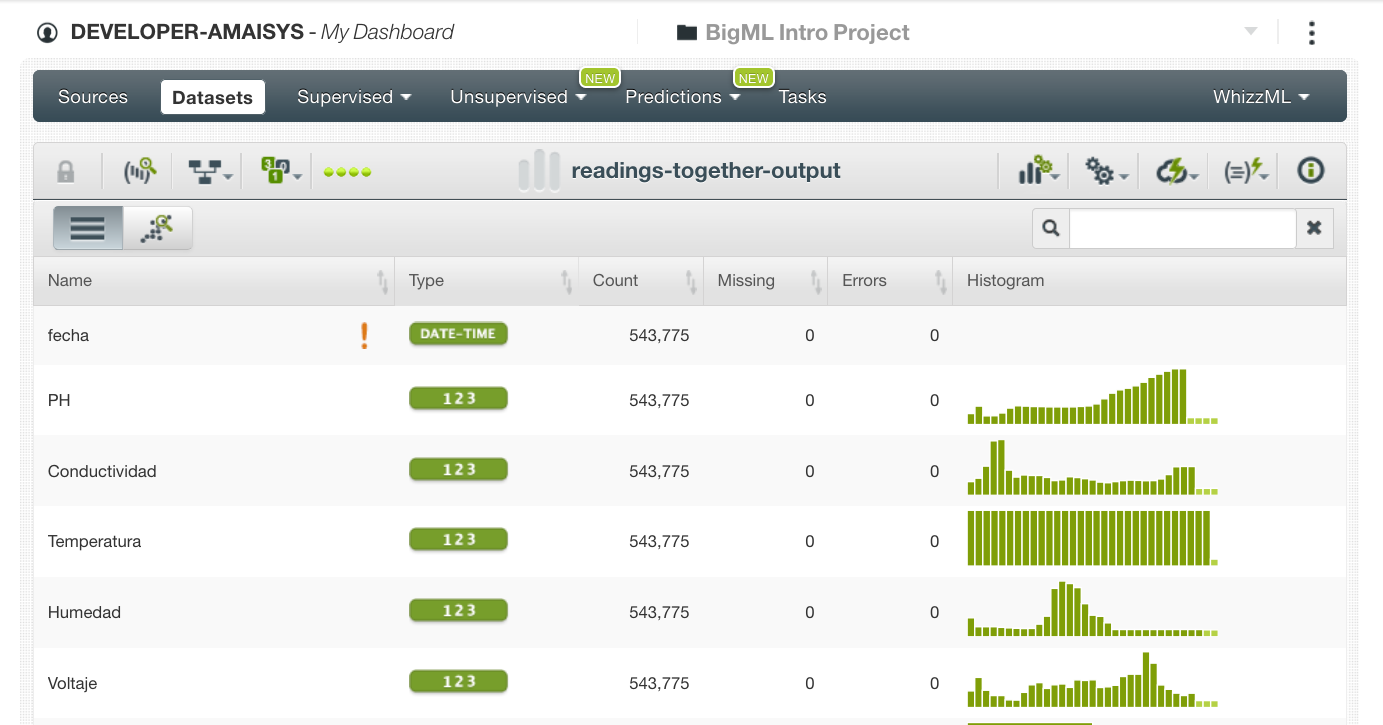 DEVELOPER-AMAISYS - My Dashboard BigML Intro Project
NEW NEW
Sources Datasets Supervised Unsupervised Predictions Tasks WhizzML
readings-together-output
Name Type Count Missing Errors Histogram
fecha ! DATE-TIME 543,775 0 0
PH 123 543,775 0 0
Conductividad 123 543,775 0 0
Temperatura 123 543,775 0 0
Humedad 123 543,775 0 0
Voltaje 123 543,775 0 0